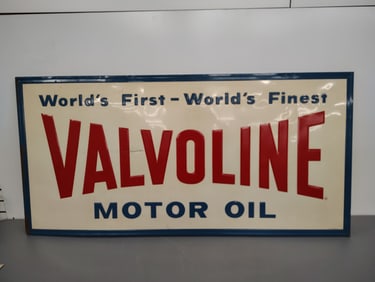 World's First - World's Finest
VALVOLINE
MOTOR OIL